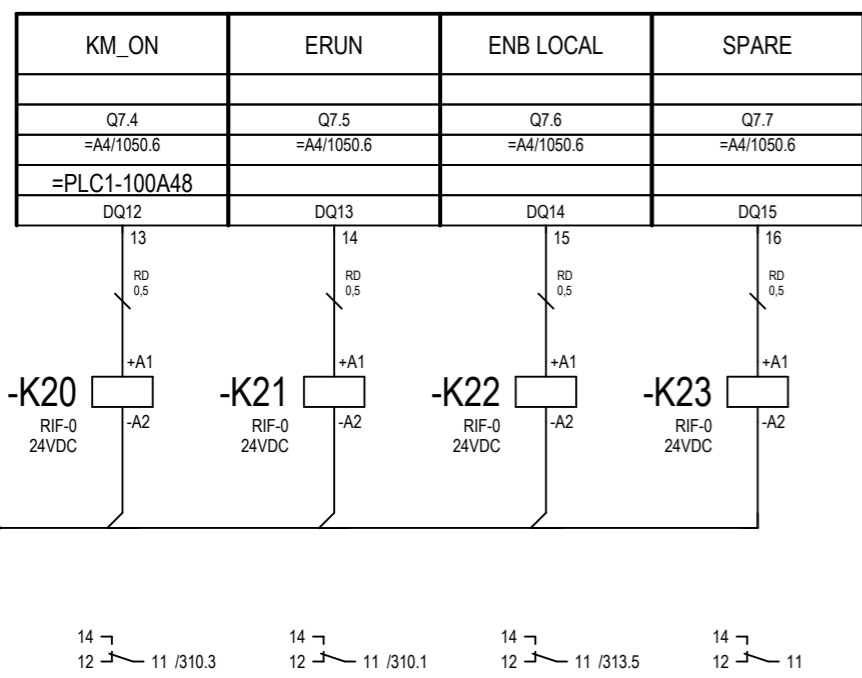 KM_ON ERUN ENB LOCAL SPARE
Q7.4 Q7.5 Q7.6 Q7.7
=A4/1050.6 =A4/1050.6 =A4/1050.6 =A4/1050.6
=PLC1-100A48
DQ12 DQ13 DQ14 DQ15
13 14 15 16
RD RD RD RD
0,5 0,5 0,5 0,5
+A1 +A1 +A1 +A1
-K20 -K21 -K22 -K23
-A2 -A2 -A2 -A2
RIF-0 RIF-0 RIF-0 RIF-0
24VDC 24VDC 24VDC 24VDC
14 14 14 14
12 11 /310.3 12 11 /310.1 12 11 /313.5 12 11